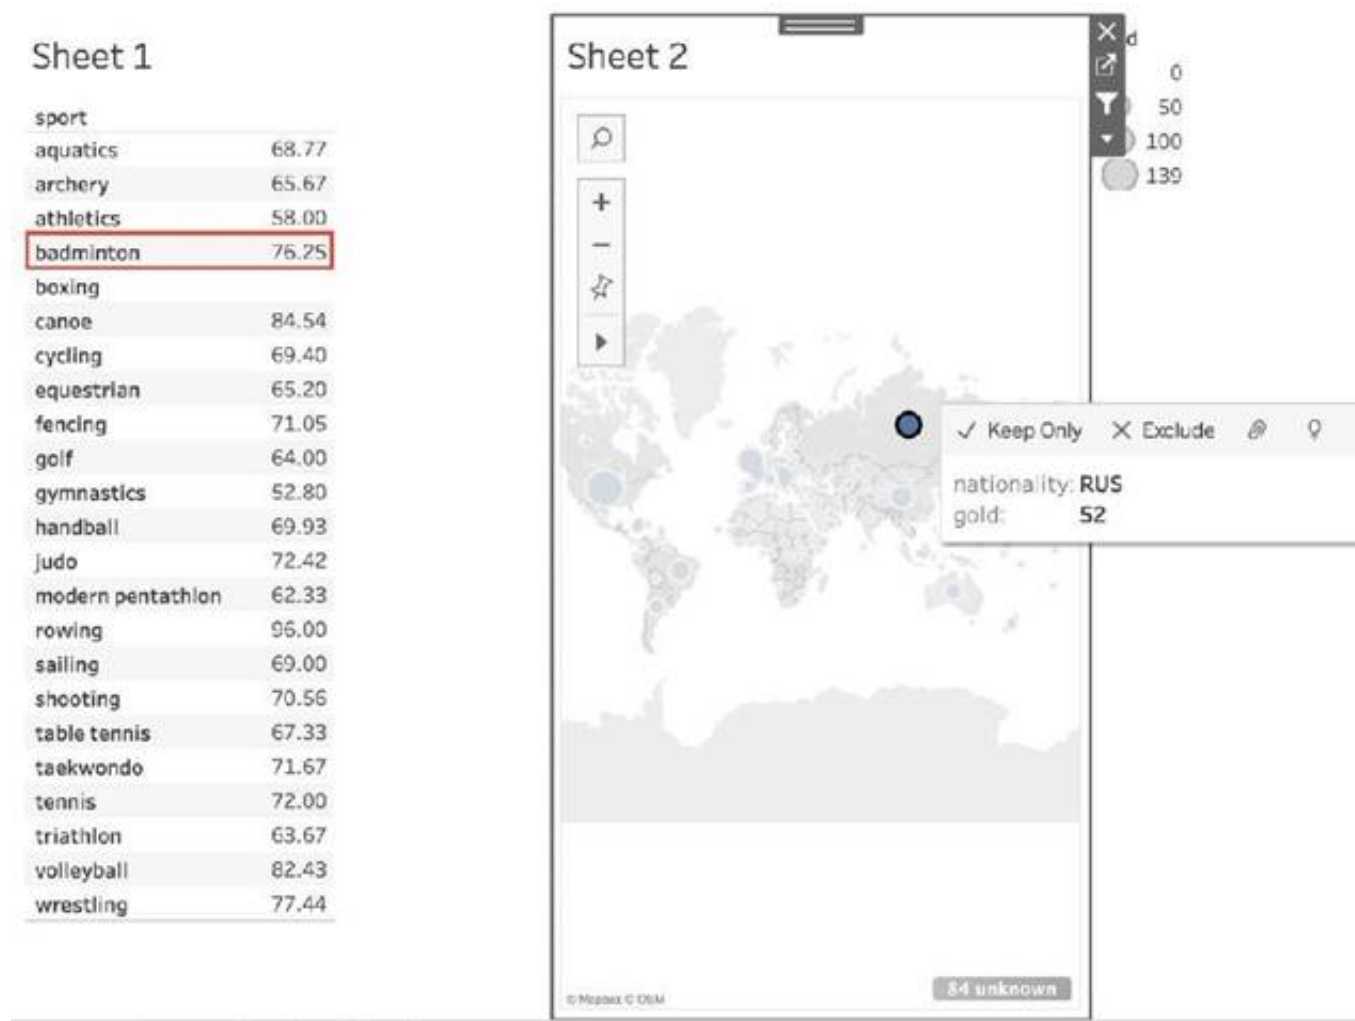 Sheet 1
sport
aquatics 68.77
archery 65.67
athletics 58.00
badminton 76.25
boxing
canoe 84.54
cycling 69.40
equestrian 65.20
fencing 71.05
golf 64.00
gymnastics 52.80
handball 69.93
judo 72.42
modern pentathlon 62.33
rowing 96.00
sailing 69.00
shooting 70.56
table tennis 67.33
taekwondo 71.67
tennis 72.00
triathlon 63.67
volleyball 82.43
wrestling 77.44
Sheet 2
Keep Only Exclude
nationality: RUS
gold: 52
© Mapbox © OSM
84 unknown
d
0
50
100
139